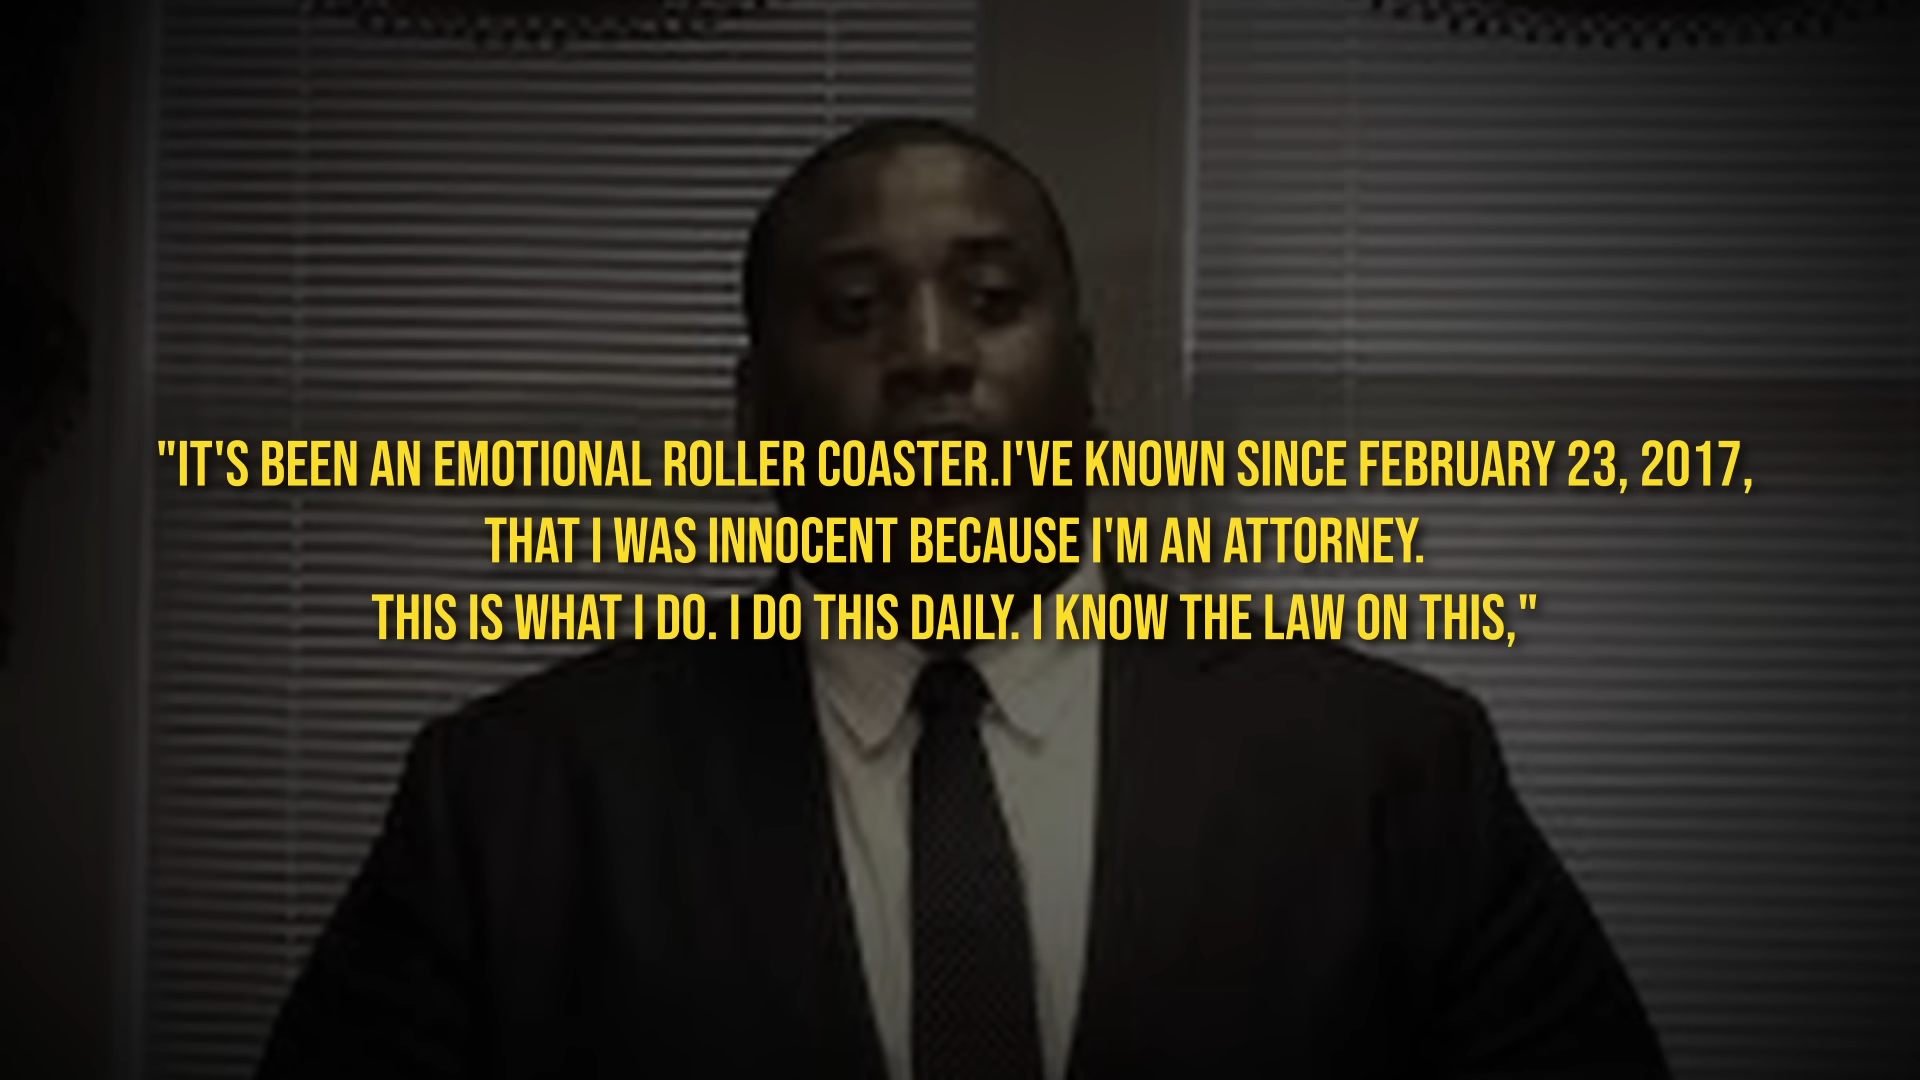 "IT'S BEEN AN EMOTIONAL ROLLER COASTER.I'VE KNOWN SINCE FEBRUARY 23, 2017,
THAT I WAS INNOCENT BECAUSE I'M AN ATTORNEY.
THIS IS WHAT I DO. I DO THIS DAILY. I KNOW THE LAW ON THIS,"